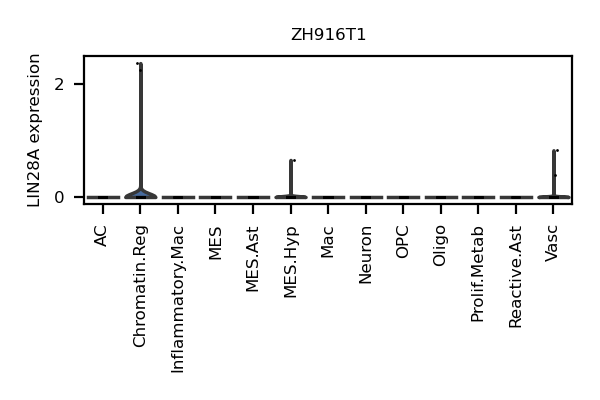 ZH916T1
LIN28A expression
2
0
AC
Chromatin.Reg
Inflammatory.Mac
MES
MES.Ast
MES.Hyp
Mac
Neuron
OPC
Oligo
Prolif.Metab
Reactive.Ast
Vasc